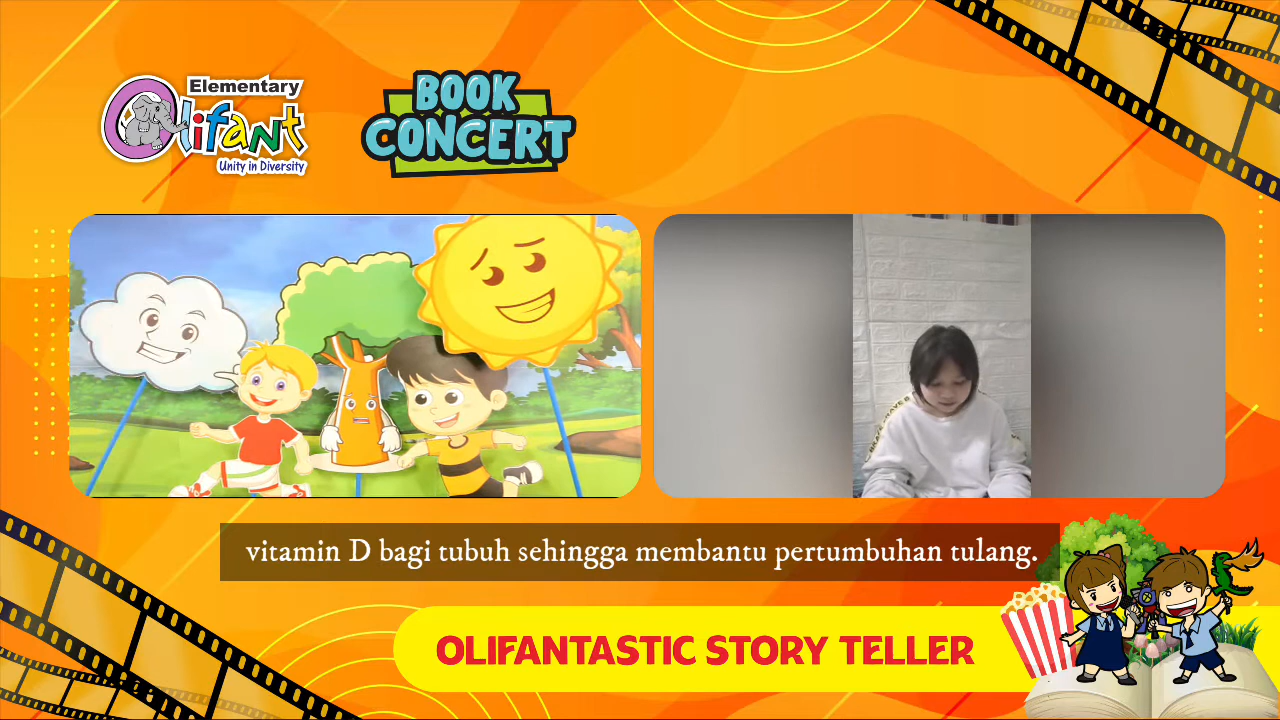 Elementary
Olifant
Unity in Diversity
BOOK
CONCERT
vitamin D bagi tubuh sehingga membantu pertumbuhan tulang.
OLIFANTASTIC STORY TELLER